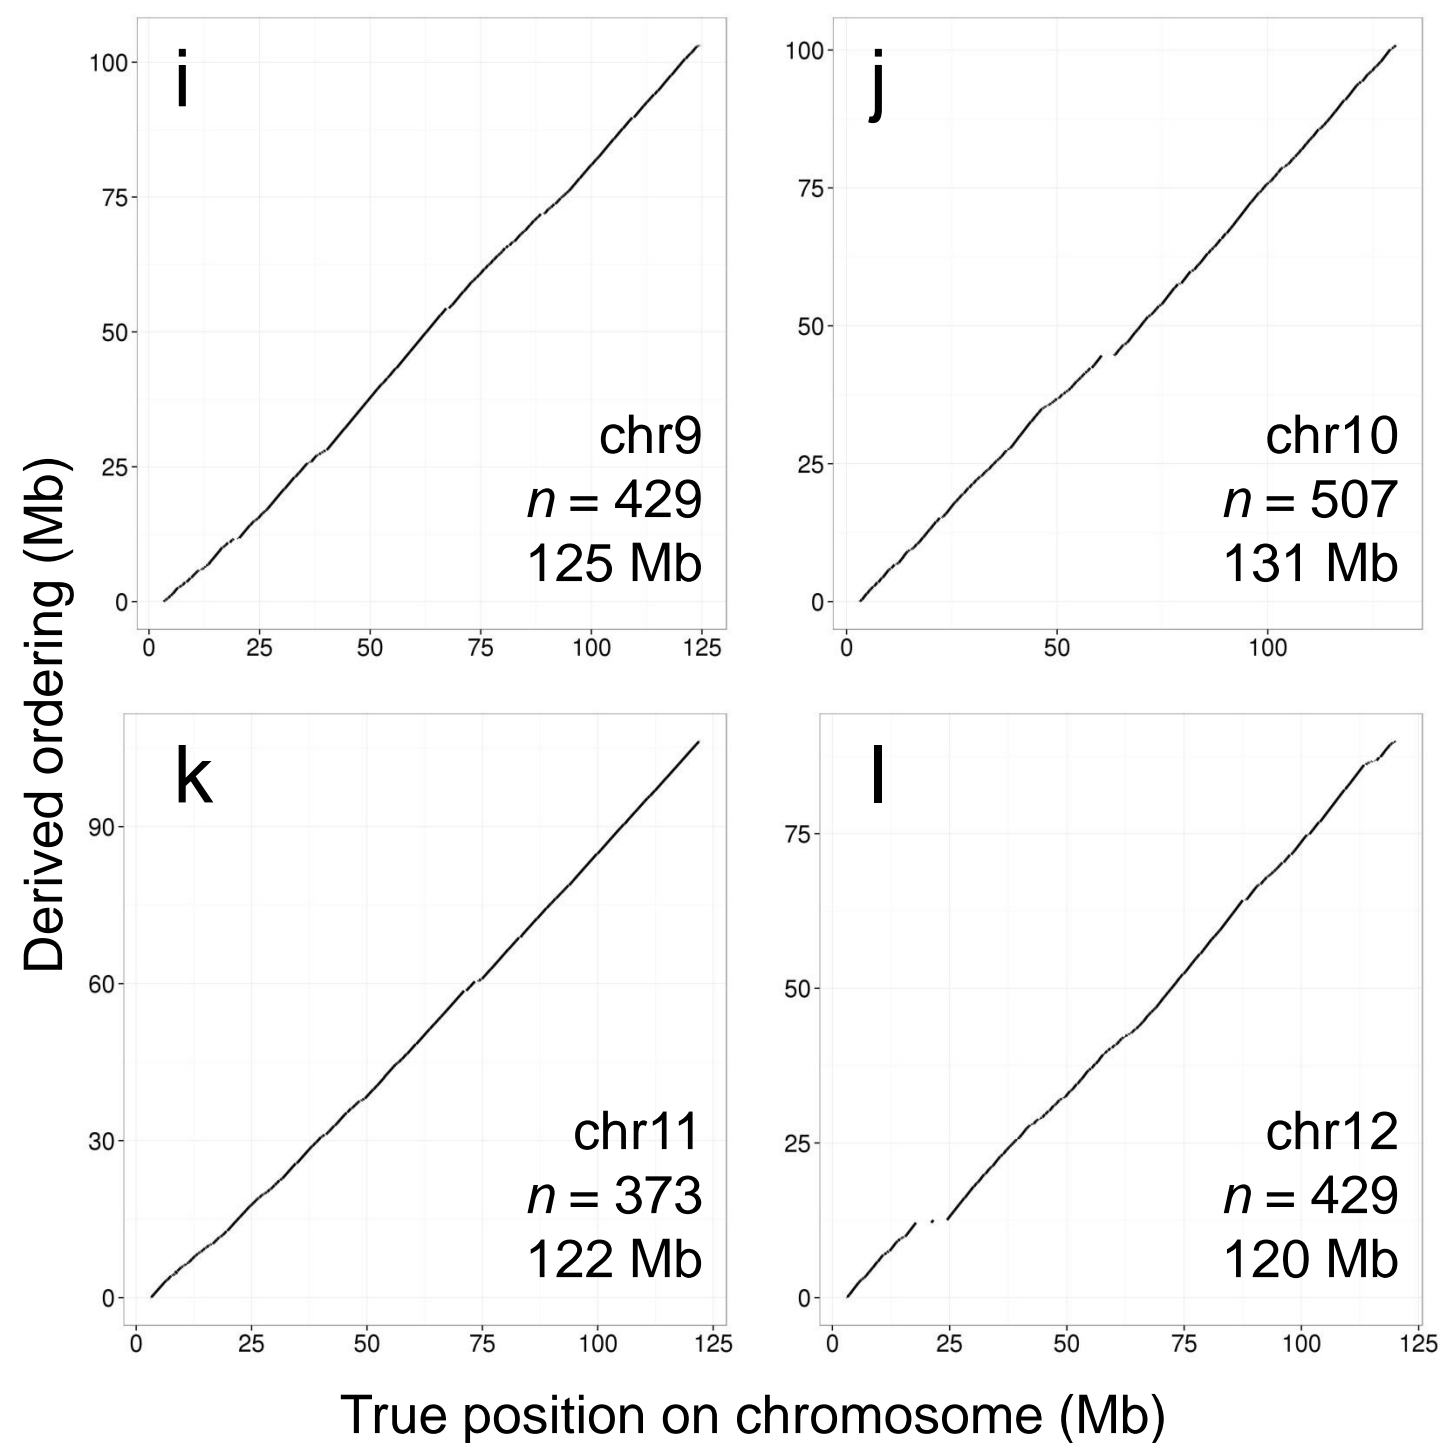 i
100
75
50
25
0
chr9
n = 429
125 Mb
0 25 50 75 100 125
j
100
75
50
25
0
chr10
n = 507
131 Mb
0 50 100
k
90
60
30
0
chr11
n = 373
122 Mb
0 25 50 75 100 125
l
75
50
25
0
chr12
n = 429
120 Mb
0 25 50 75 100 125
Derived ordering (Mb)
True position on chromosome (Mb)